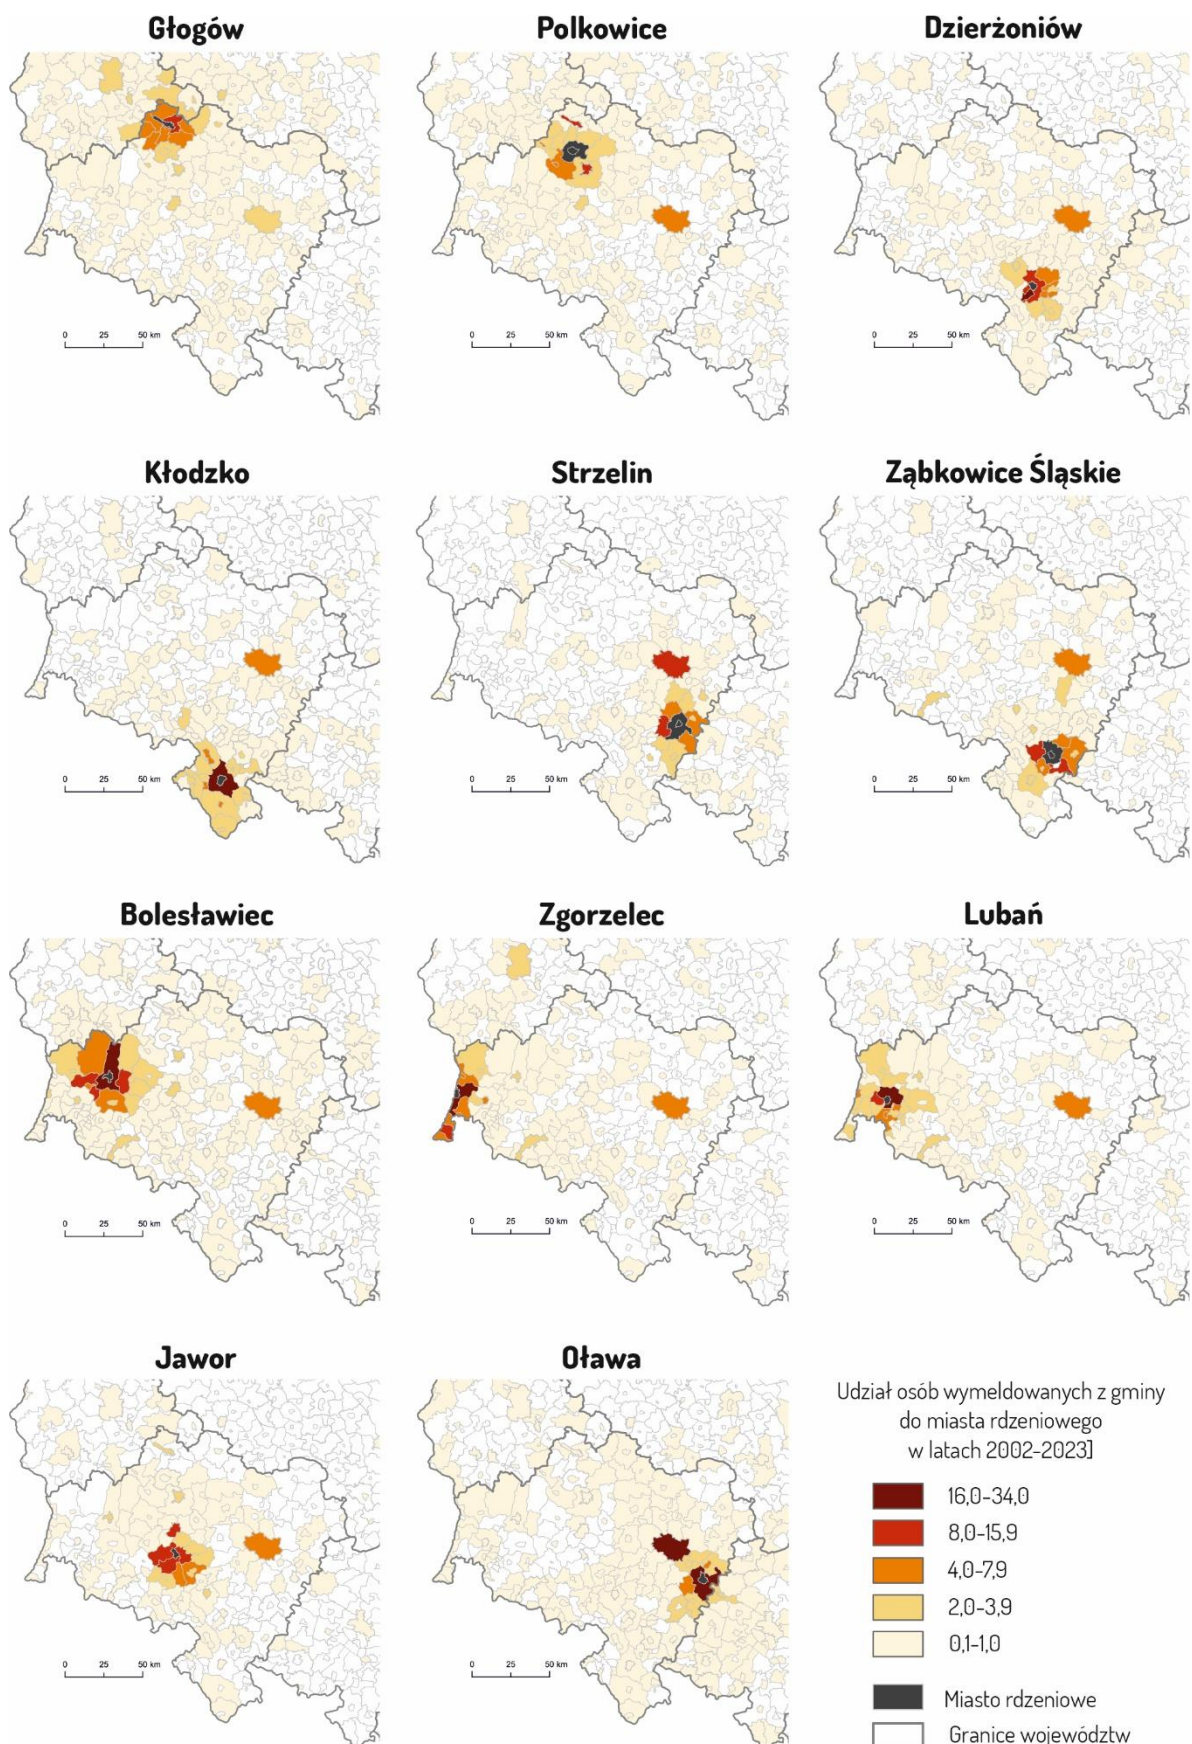 Głogów
Polkowice
Dzierżoniów
0 25 50 km
0 25 50 km
0 25 50 km
Kłodzko
Strzelin
Ząbkowice Śląskie
0 25 50 km
0 25 50 km
0 25 50 km
Bolesławiec
Zgorzelec
Lubań
0 25 50 km
0 25 50 km
0 25 50 km
Jawor
Oława
0 25 50 km
0 25 50 km
Udział osób wymeldowanych z gminy
do miasta rdzeniowego
w latach 2002-2023]
16,0-34,0
8,0-15,9
4,0-7,9
2,0-3,9
0,1-1,0
Miasto rdzeniowe
Granice województw